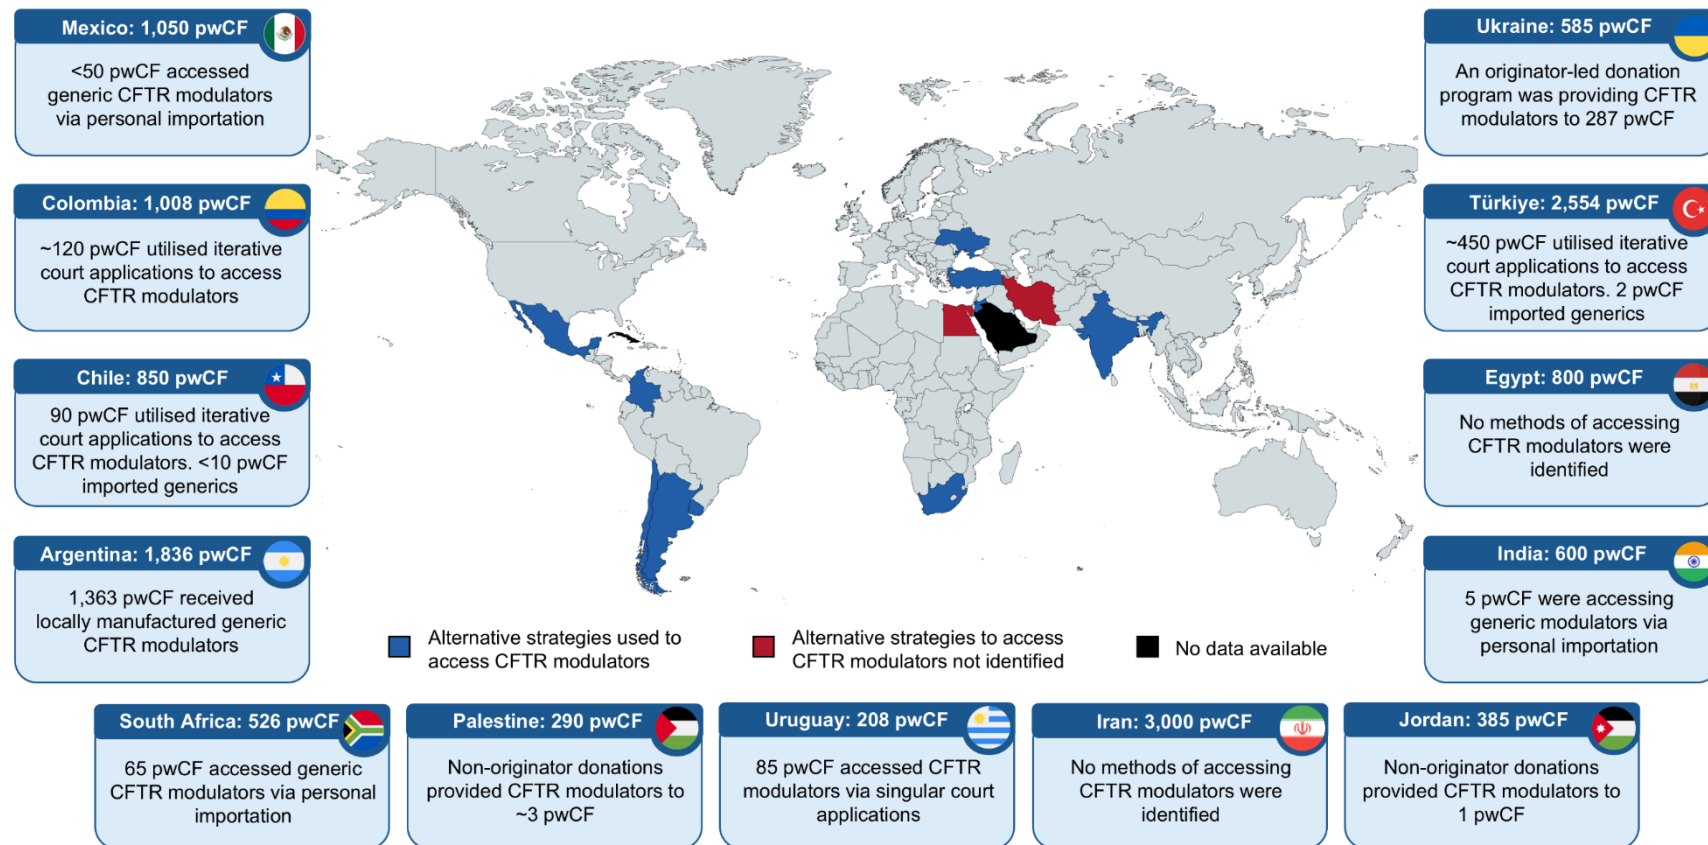 Mexico: 1,050 pwCF
<50 pwCF accessed
generic CFTR modulators
via personal importation
Colombia: 1,008 pwCF
~120 pwCF utilised iterative
court applications to access
CFTR modulators
Chile: 850 pwCF
90 pwCF utilised iterative
court applications to access
CFTR modulators. <10 pwCF
imported generics
Argentina: 1,836 pwCF
1,363 pwCF received
locally manufactured generic
CFTR modulators
Ukraine: 585 pwCF
An originator-led donation
program was providing CFTR
modulators to 287 pwCF
Türkiye: 2,554 pwCF
~450 pwCF utilised iterative
court applications to access
CFTR modulators. 2 pwCF
imported generics
Egypt: 800 pwCF
No methods of accessing
CFTR modulators were
identified
India: 600 pwCF
5 pwCF were accessing
generic modulators via
personal importation
Alternative strategies used to
access CFTR modulators
Alternative strategies to access
CFTR modulators not identified
No data available
South Africa: 526 pwCF
65 pwCF accessed generic
CFTR modulators via personal
importation
Palestine: 290 pwCF
Non-originator donations
provided CFTR modulators to
~3 pwCF
Uruguay: 208 pwCF
85 pwCF accessed CFTR
modulators via singular court
applications
Iran: 3,000 pwCF
No methods of accessing
CFTR modulators were
identified
Jordan: 385 pwCF
Non-originator donations
provided CFTR modulators to
1 pwCF